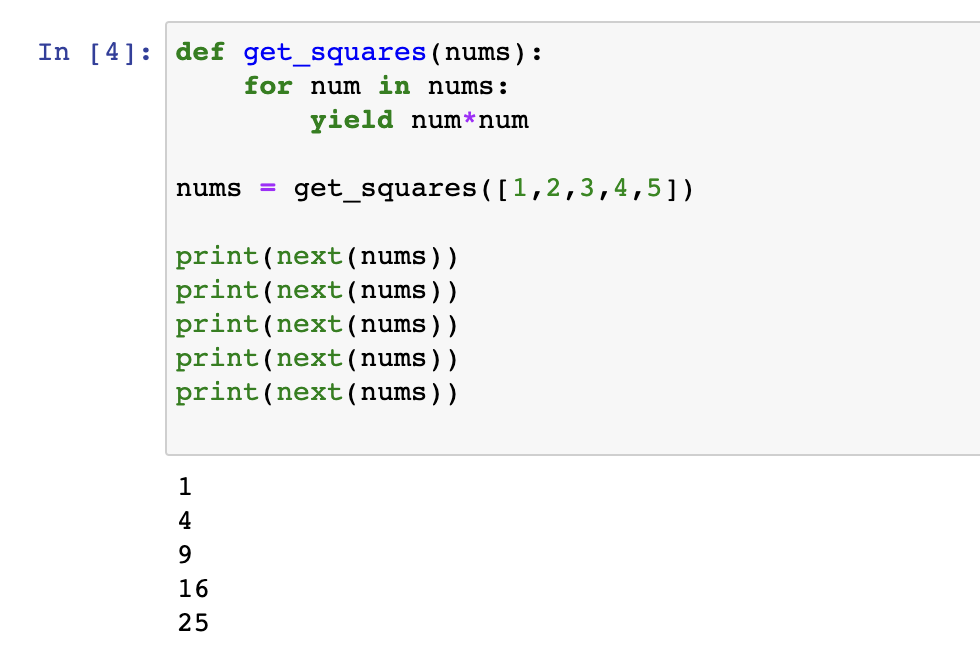 In [4]: def get_squares(nums):
    for num in nums:
        yield num*num
nums = get_squares([1,2,3,4,5])
print(next(nums))
print(next(nums))
print(next(nums))
print(next(nums))
print(next(nums))
1
4
9
16
25